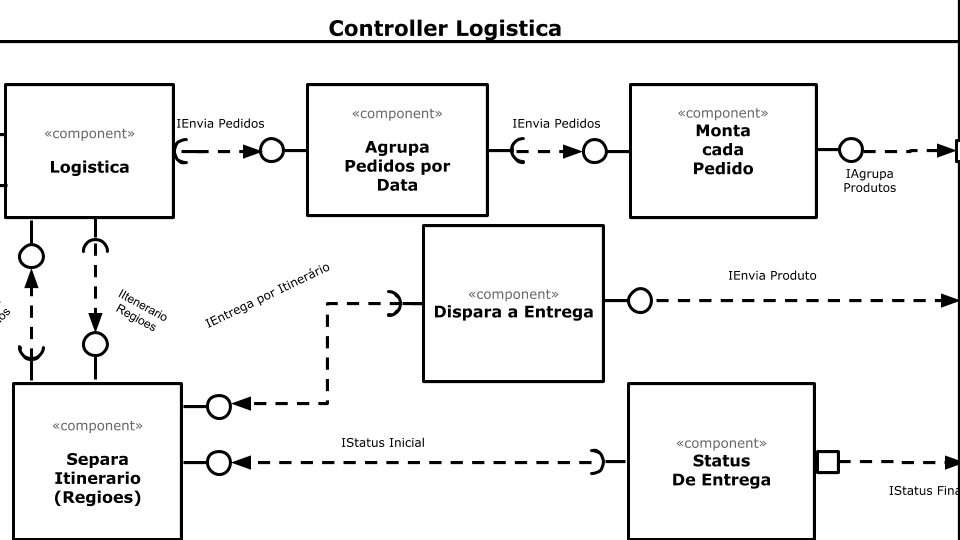 Controller Logistica
«component»
Logistica
IEnvia Pedidos
«component»
Agrupa
Pedidos por
Data
IEnvia Pedidos
«component»
Monta
cada
Pedido
IAgrupa
Produtos
IItenerario
Regioes
IEntrega por Itinerário
«component»
Dispara a Entrega
IEnvia Produto
«component»
Separa
Itinerario
(Regioes)
IStatus Inicial
«component»
Status
De Entrega
IStatus Fina